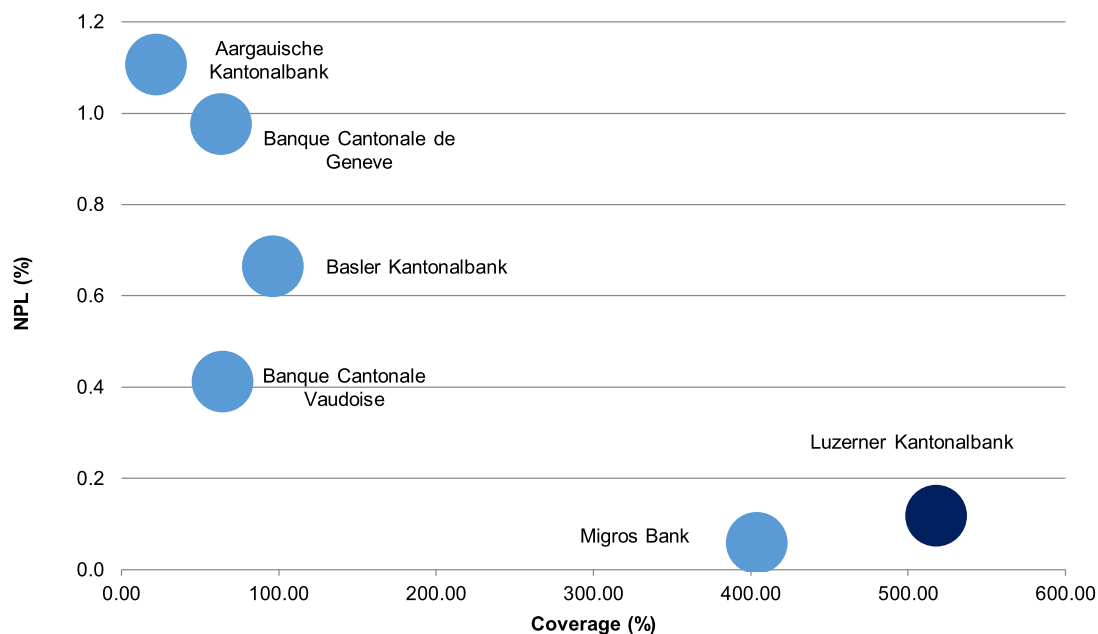 1.2
Aargauische
Kantonalbank
1.0
Banque Cantonale de
Geneve
0.8
Basler Kantonalbank
NPL (%)
0.6
Banque Cantonale
Vaudoise
0.4
Luzerner Kantonalbank
0.2
Migros Bank
0.0
0.00 100.00 200.00 300.00 400.00 500.00 600.00
Coverage (%)